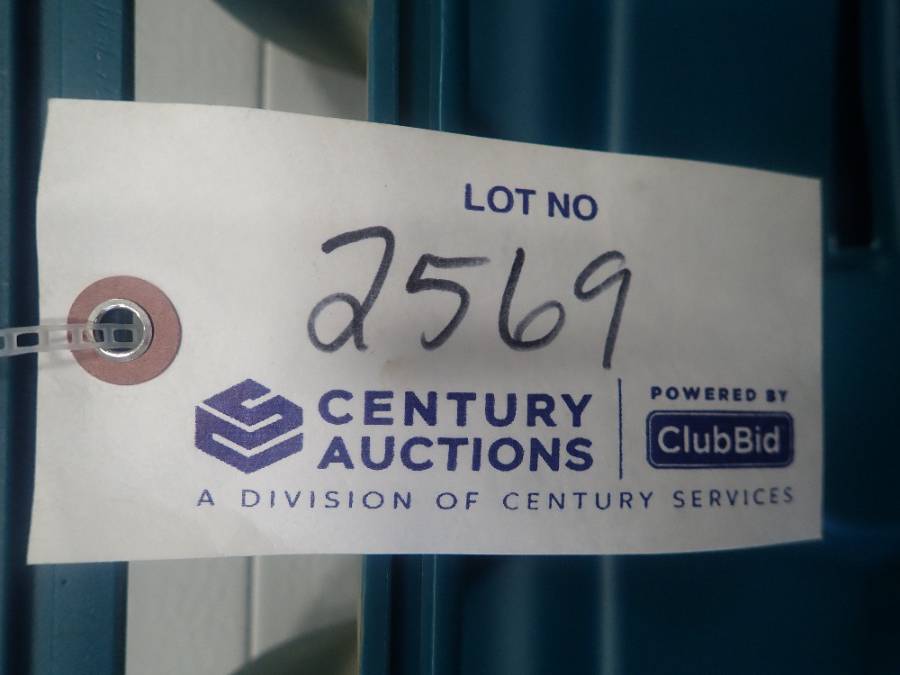 LOT NO
2569
CENTURY
AUCTIONS
POWERED BY
ClubBid
A DIVISION OF CENTURY SERVICES